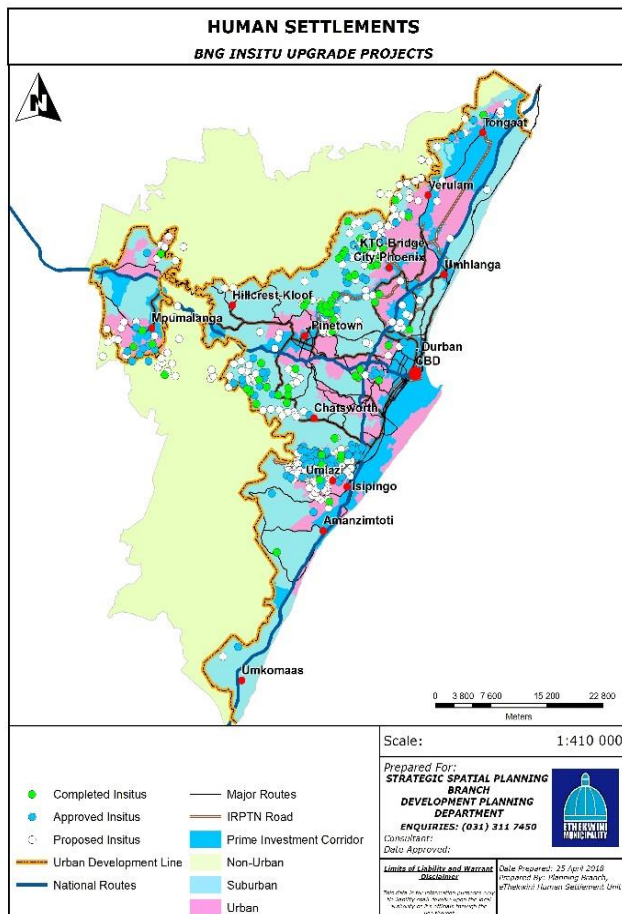 HUMAN SETTLEMENTS
BNG INSITU UPGRADE PROJECTS
N
Tongaat
Verulam
KTC-Bridge
City-Phoenix
Umhlanga
Hillcrest-Kloof
Mpumalanga
Pinetown
Durban
CBD
Chatsworth
Umlazi
Isipingo
Amanzimtoti
Umkomaas
0 3 800 7 600 15 200 22 800
Meters
Completed Insitus
Approved Insitus
Proposed Insitus
Urban Development Line
National Routes
Major Routes
IRPTN Road
Prime Investment Corridor
Non-Urban
Suburban
Urban
Scale: 1:410 000
Prepared For:
STRATEGIC SPATIAL PLANNING
BRANCH
DEVELOPMENT PLANNING
DEPARTMENT
ENQUIRIES: (031) 311 7450
Consultant:
Date Approved:
ETHEKWINI
MUNICIPALITY
Limits of Liability and Warrant
Disclaimer
Date Prepared: 25 April 2018
Prepared By: Planning Branch,
eThekwini Human Settlement Unit